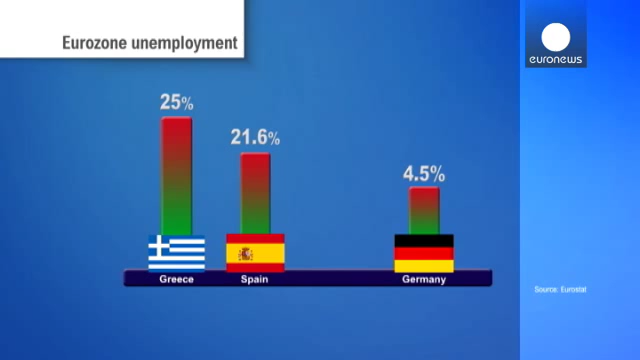 Eurozone unemployment
euronews
25%
21.6%
4.5%
Greece
Spain
Germany
Source: Eurostat